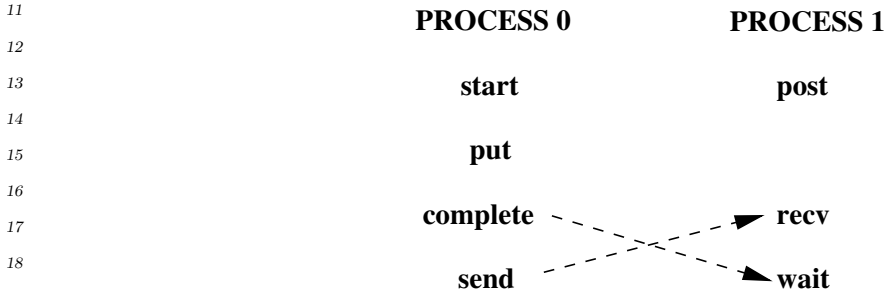 11
PROCESS 0 PROCESS 1
12
13
start post
14
15
put
16
complete recv
17
18
send wait